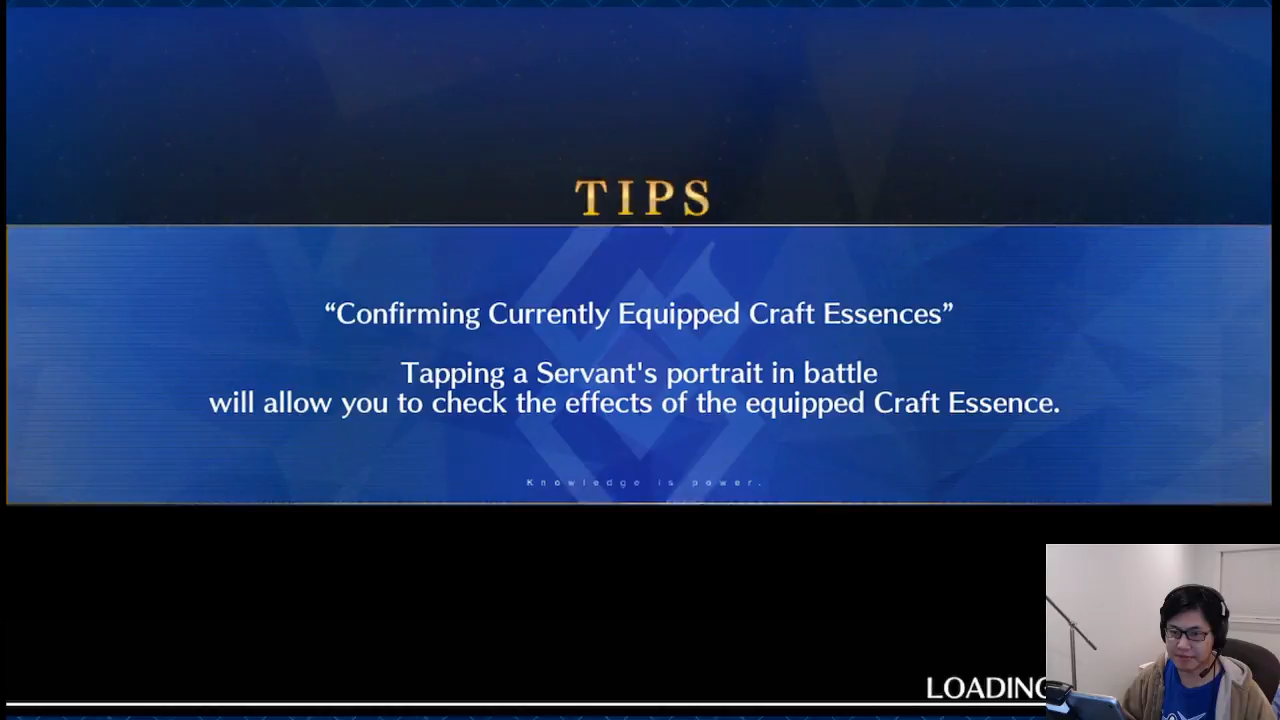 TIPS
“Confirming Currently Equipped Craft Essences”
Tapping a Servant's portrait in battle
will allow you to check the effects of the equipped Craft Essence.
Knowledge is power.
LOADING